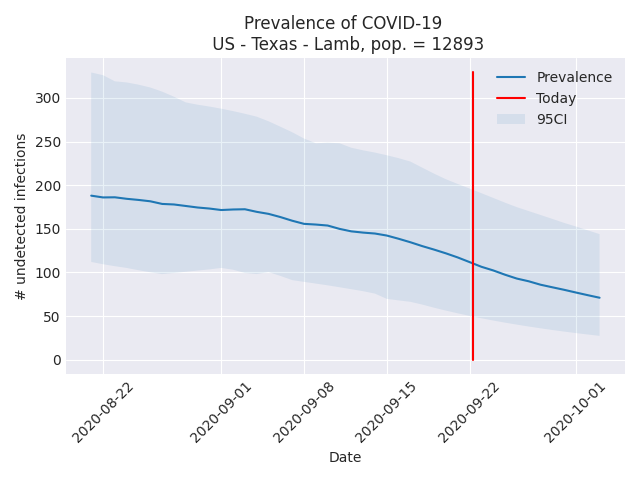 Prevalence of COVID-19
US - Texas - Lamb, pop. = 12893
Prevalence
Today
95CI
# undetected infections
300
250
200
150
100
50
0
2020-08-22
2020-09-01
2020-09-08
2020-09-15
2020-09-22
2020-10-01
Date